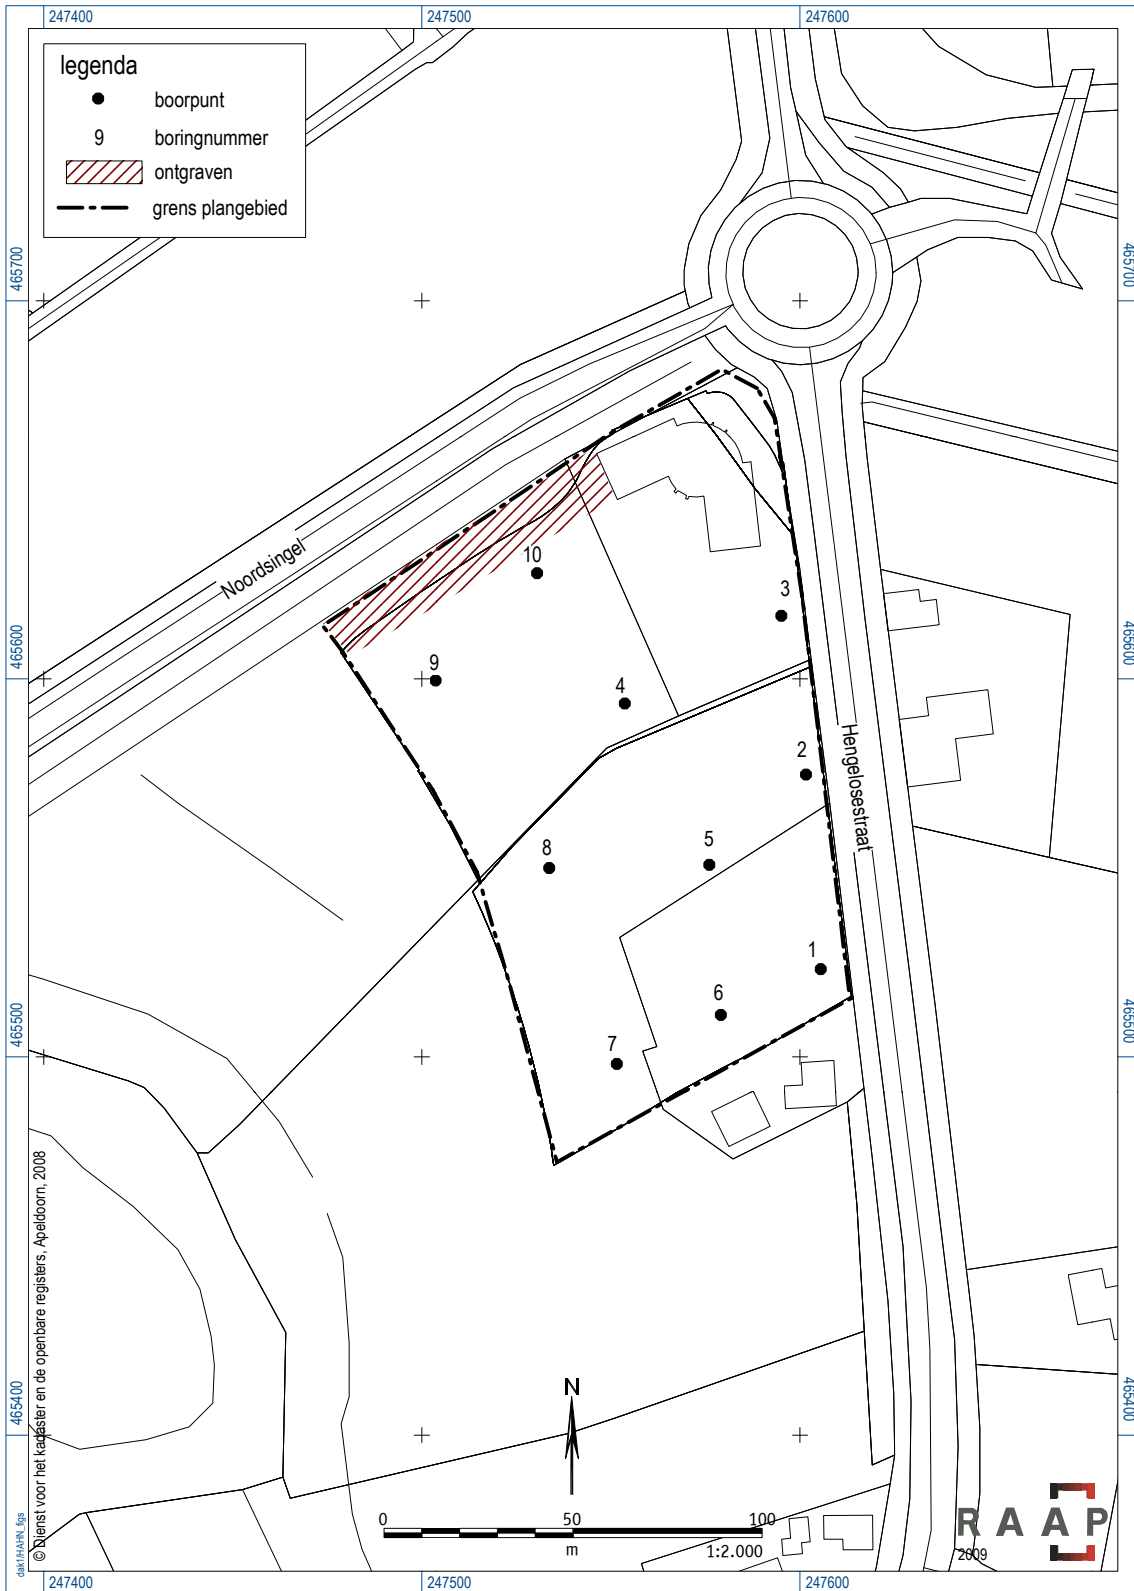 247400
247500
247600
legenda
boorpunt
9
boringnummer
ontgraven
grens plangebied
465700
465700
Noordsingel
10
3
465600
9
4
465600
2
Hengelosestraat
8
5
1
6
465500
7
465500
© Dienst voor het kadaster en de openbare registers, Apeldoorn, 2008
N
465400
465400
0
50
100
m
1:2.000
RAAP
2009
dak1/HAHN_figs
247400
247500
247600